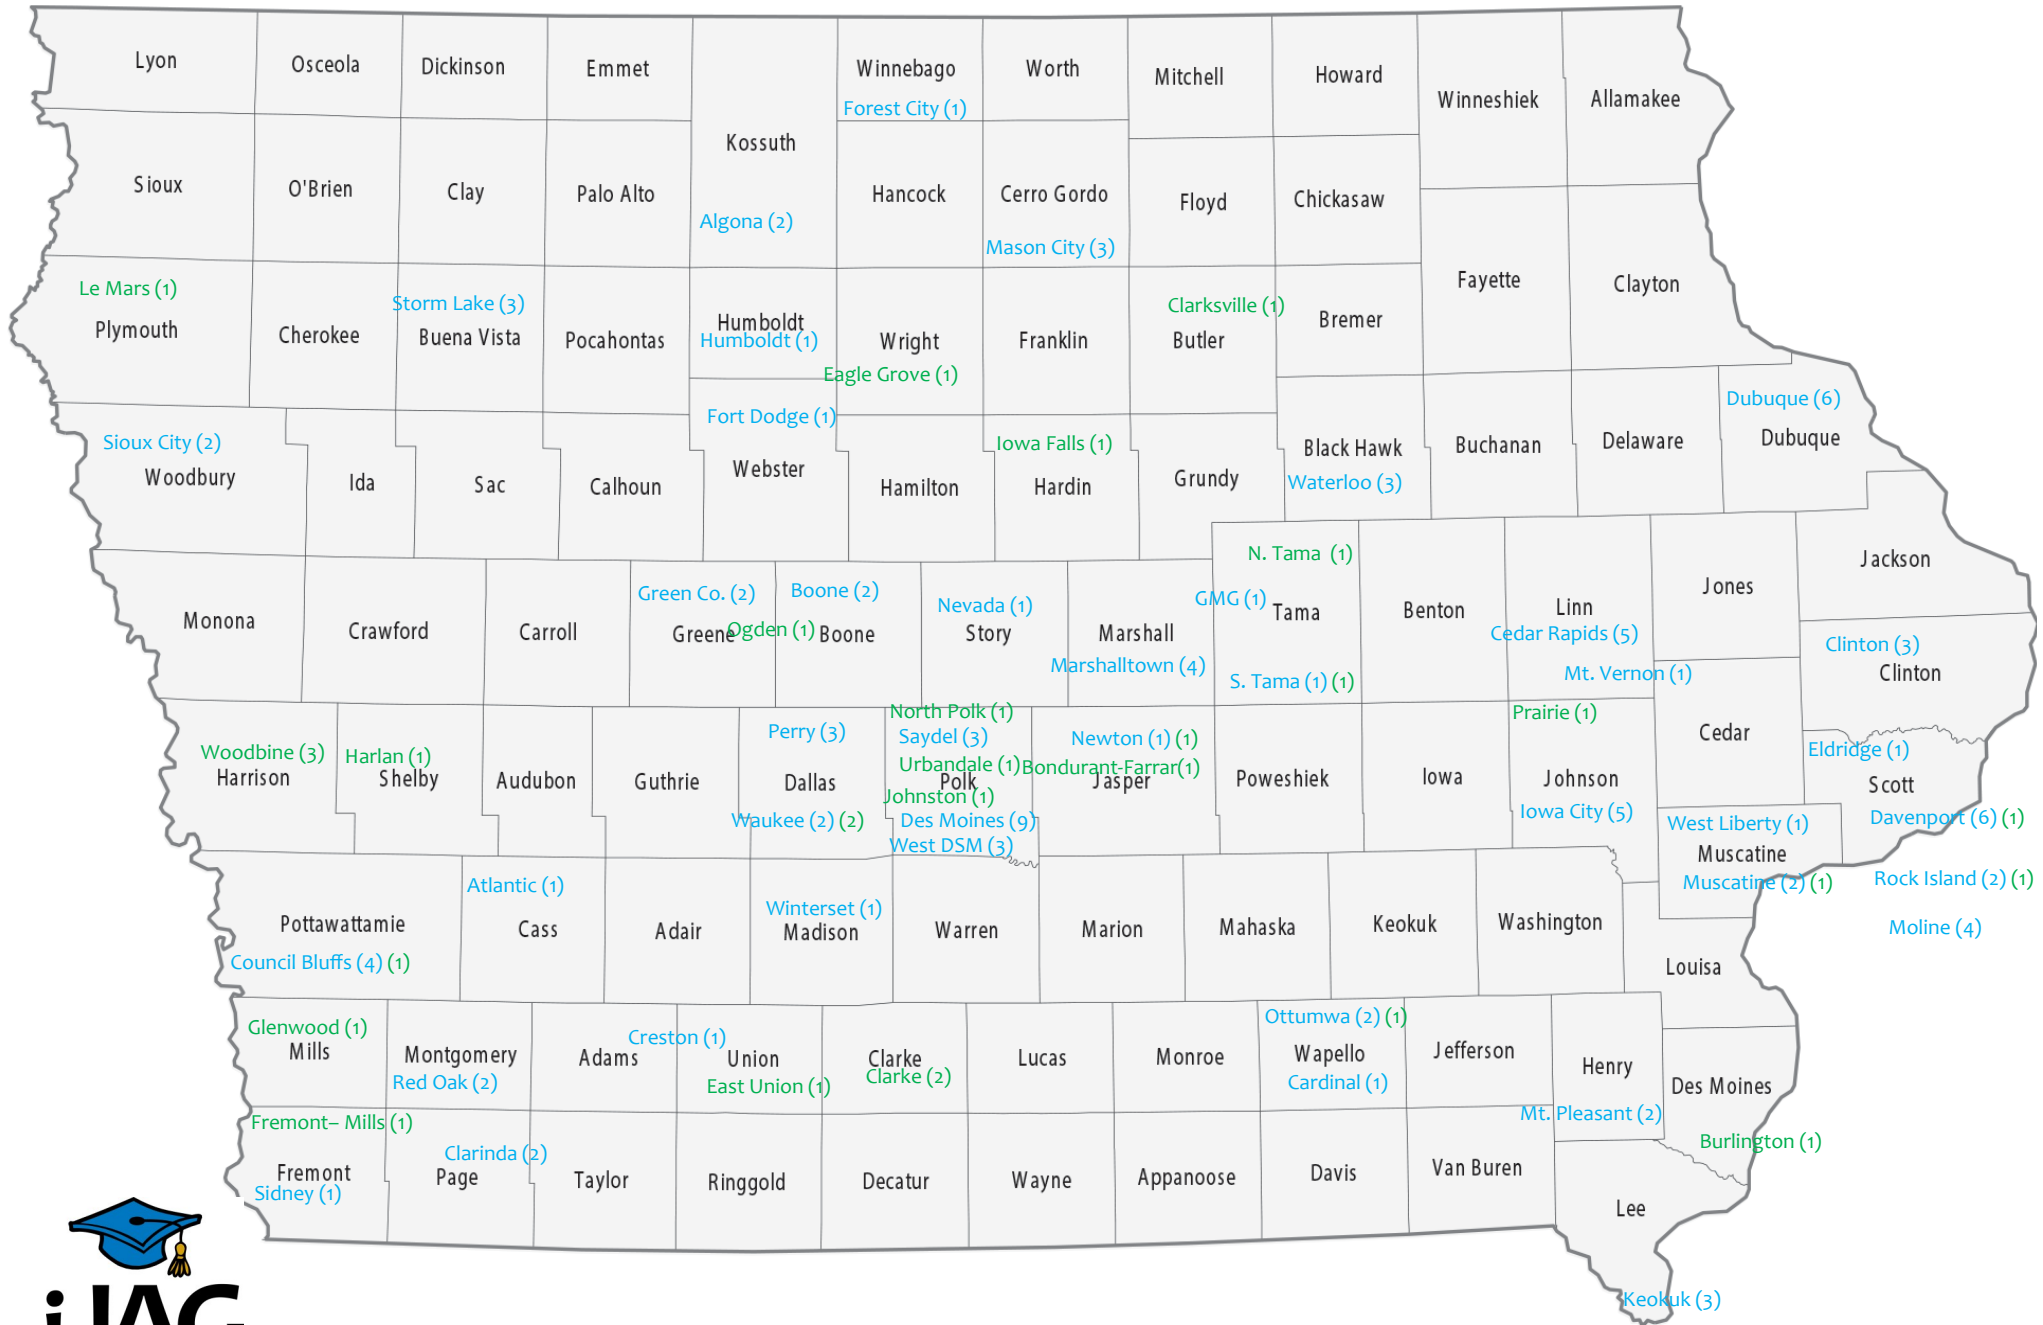 Lyon
Osceola
Dickinson
Emmet
Winnebago
Worth
Mitchell
Howard
Winneshiek
Allamakee
Forest City (1)
Kossuth
Sioux
O'Brien
Clay
Palo Alto
Algona (2)
Hancock
Cerro Gordo
Mason City (3)
Floyd
Chickasaw
Fayette
Clayton
Le Mars (1)
Plymouth
Cherokee
Storm Lake (3)
Buena Vista
Pocahontas
Humboldt
Humboldt (1)
Wright
Eagle Grove (1)
Franklin
Clarksville (1)
Butler
Bremer
Sioux City (2)
Woodbury
Ida
Sac
Calhoun
Fort Dodge (1)
Webster
Hamilton
Iowa Falls (1)
Hardin
Grundy
Black Hawk
Waterloo (3)
Buchanan
Delaware
Dubuque (6)
Dubuque
Monona
Crawford
Carroll
Green Co. (2)
Greene
Ogden (1)
Boone (2)
Boone
Nevada (1)
Story
Marshall
Marshalltown (4)
N. Tama (1)
GMG (1)
Tama
S. Tama (1) (1)
Benton
Linn
Cedar Rapids (5)
Mt. Vernon (1)
Jones
Jackson
Clinton (3)
Clinton
Woodbine (3)
Harrison
Harlan (1)
Shelby
Audubon
Guthrie
Perry (3)
Dallas
Waukee (2) (2)
North Polk (1)
Saydel (3)
Urbandale (1)
Polk
Johnston (1)
Des Moines (9)
West DSM (3)
Newton (1) (1)
Bondurant-Farrar(1)
Jasper
Poweshiek
Iowa
Prairie (1)
Johnson
Iowa City (5)
Cedar
Eldridge (1)
Scott
Davenport (6) (1)
West Liberty (1)
Muscatine
Muscatine (2) (1)
Rock Island (2) (1)
Moline (4)
Pottawattamie
Council Bluffs (4) (1)
Atlantic (1)
Cass
Adair
Winterset (1)
Madison
Warren
Marion
Mahaska
Keokuk
Washington
Louisa
Glenwood (1)
Mills
Montgomery
Red Oak (2)
Adams
Creston (1)
Union
East Union (1)
Clarke
Clarke (2)
Lucas
Monroe
Ottumwa (2) (1)
Wapello
Cardinal (1)
Jefferson
Henry
Mt. Pleasant (2)
Des Moines
Burlington (1)
Fremont– Mills (1)
Fremont
Sidney (1)
Clarinda (2)
Page
Taylor
Ringgold
Decatur
Wayne
Appanoose
Davis
Van Buren
Lee
Keokuk (3)
iJAG